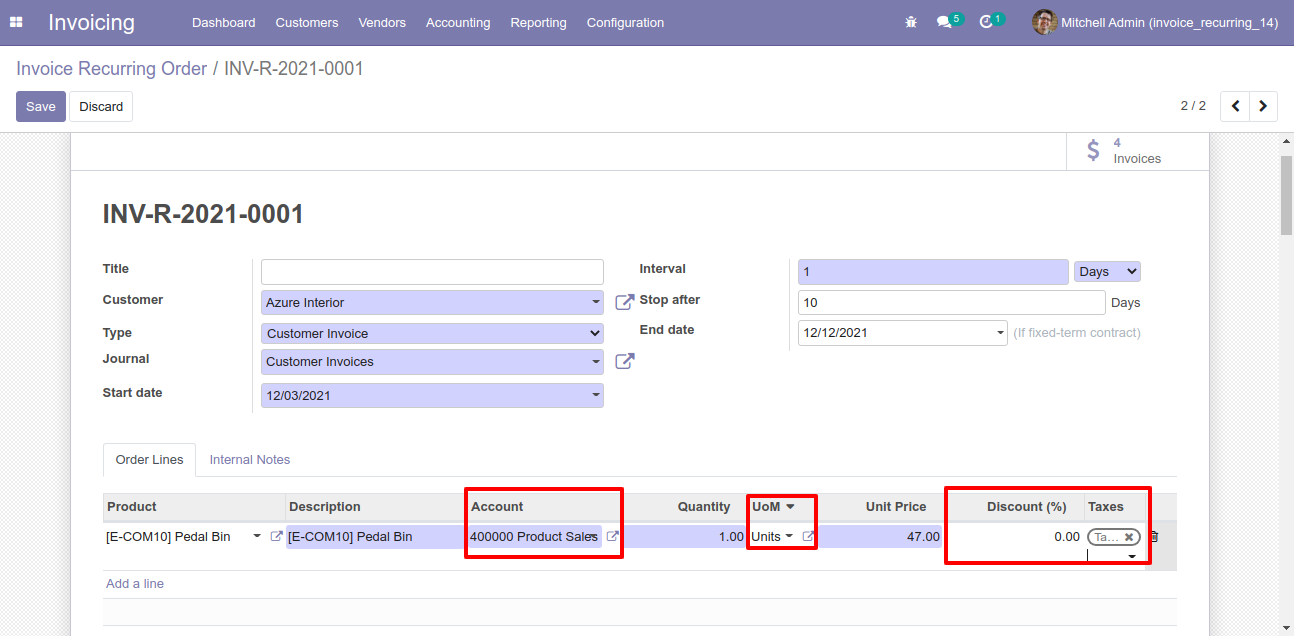 Invoicing Dashboard Customers Vendors Accounting Reporting Configuration 5 1 Mitchell Admin (invoice_recurring_14)
Invoice Recurring Order / INV-R-2021-0001
Save Discard 2 / 2
4
Invoices
INV-R-2021-0001
Title Interval 1 Days
Customer Azure Interior Stop after 10 Days
Type Customer Invoice End date 12/12/2021 (If fixed-term contract)
Journal Customer Invoices
Start date 12/03/2021
Order Lines Internal Notes
Product Description Account Quantity UoM Unit Price Discount (%) Taxes
[E-COM10] Pedal Bin [E-COM10] Pedal Bin 400000 Product Sales 1.00 Units 47.00 0.00 Ta...
Add a line